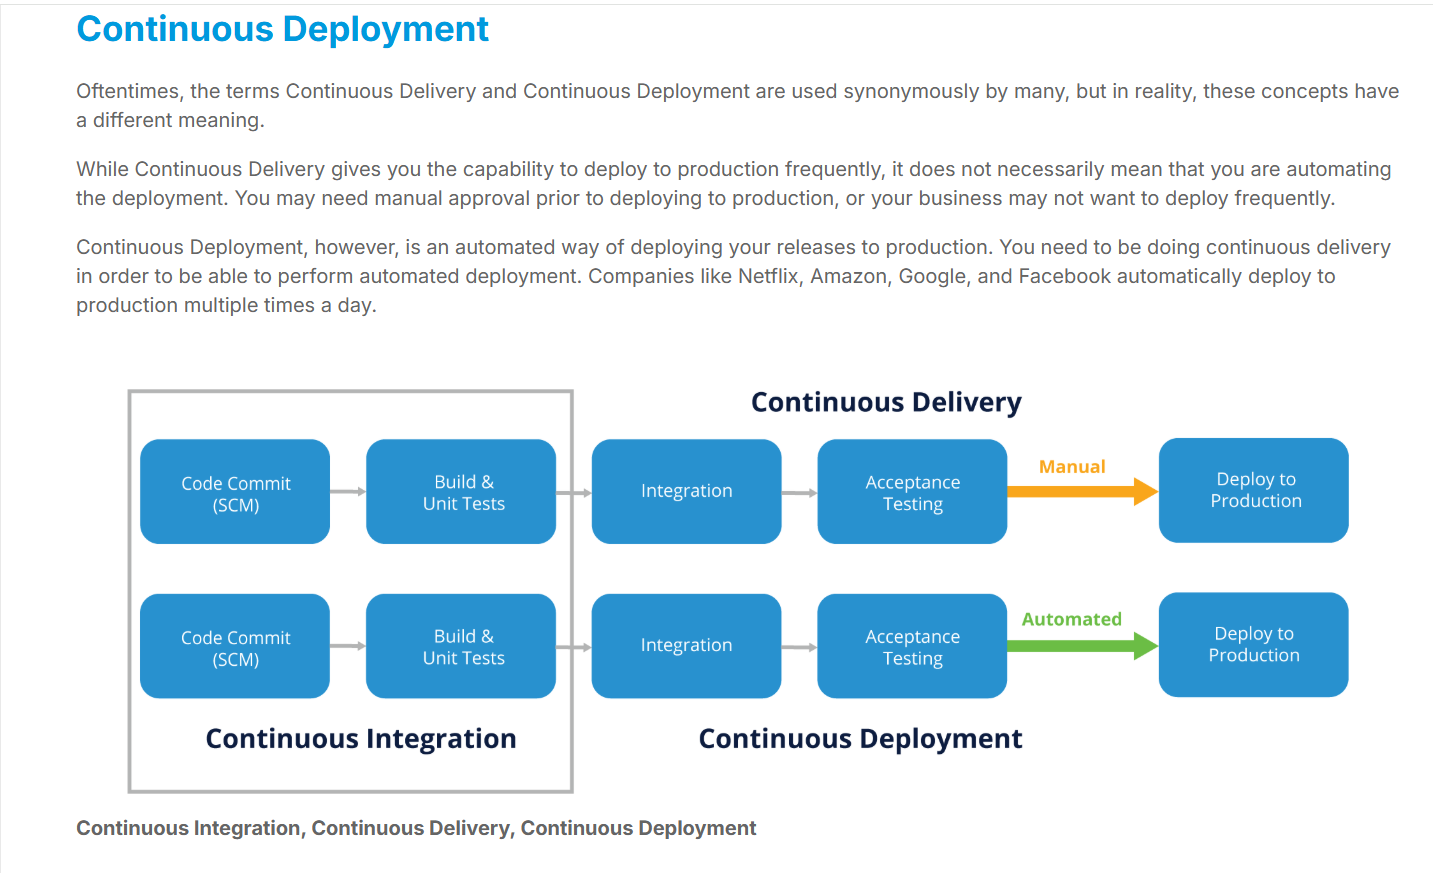 Continuous Deployment
Oftentimes, the terms Continuous Delivery and Continuous Deployment are used synonymously by many, but in reality, these concepts have
a different meaning.
While Continuous Delivery gives you the capability to deploy to production frequently, it does not necessarily mean that you are automating
the deployment. You may need manual approval prior to deploying to production, or your business may not want to deploy frequently.
Continuous Deployment, however, is an automated way of deploying your releases to production. You need to be doing continuous delivery
in order to be able to perform automated deployment. Companies like Netflix, Amazon, Google, and Facebook automatically deploy to
production multiple times a day.
Continuous Delivery
Code Commit
(SCM)
Build &
Unit Tests
Integration
Acceptance
Testing
Manual
Deploy to
Production
Code Commit
(SCM)
Build &
Unit Tests
Integration
Acceptance
Testing
Automated
Deploy to
Production
Continuous Integration
Continuous Deployment
Continuous Integration, Continuous Delivery, Continuous Deployment